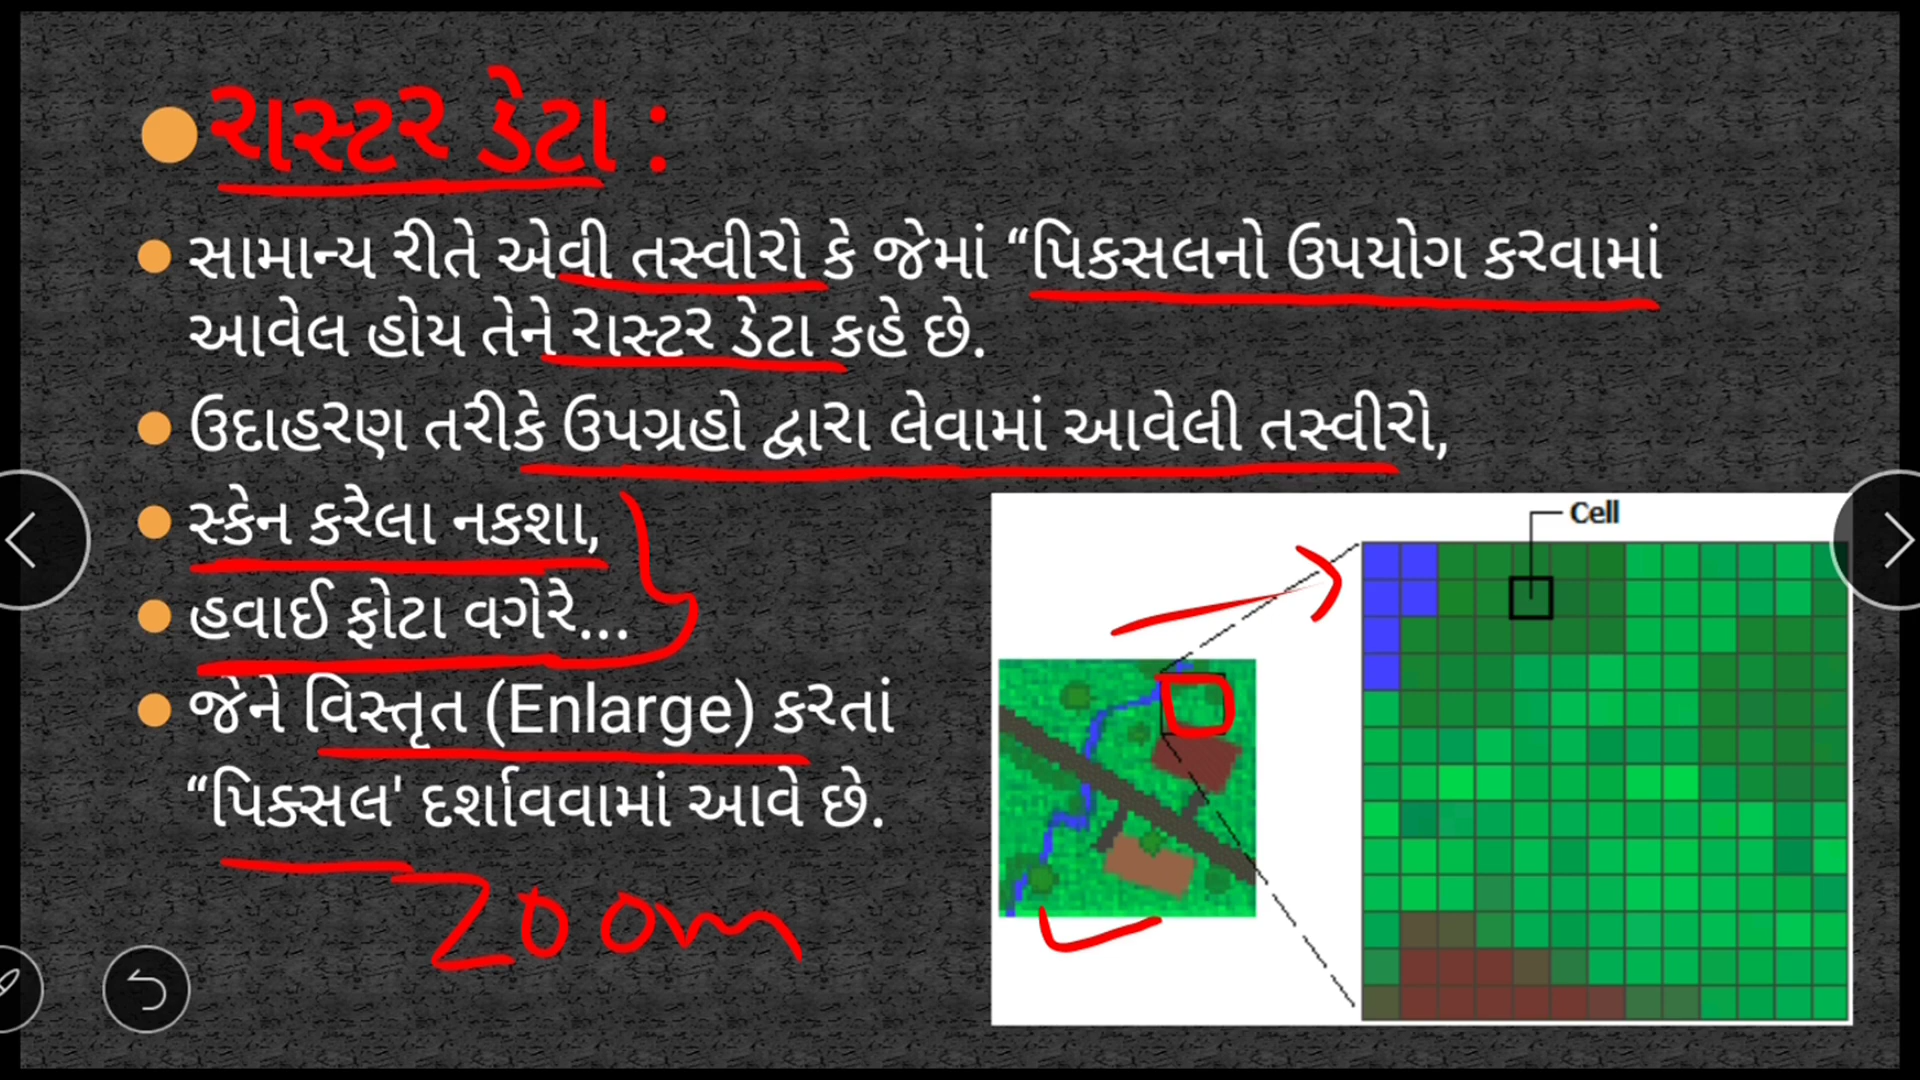 રાસ્ટર ડેટા :
સામાન્ય રીતે એવી તસ્વીરો કે જેમાં “પિકસલનો ઉપયોગ કરવામાં
આવેલ હોય તેને રાસ્ટર ડેટા કહે છે.
ઉદાહરણ તરીકે ઉપગ્રહો દ્વારા લેવામાં આવેલી તસ્વીરો,
સ્કેન કરેલા નકશા,
હવાઈ ફોટા વગેરે...
જેને વિસ્તૃત (Enlarge) કરતાં
“પિક્સલ' દર્શાવવામાં આવે છે.
Zoom
Cell